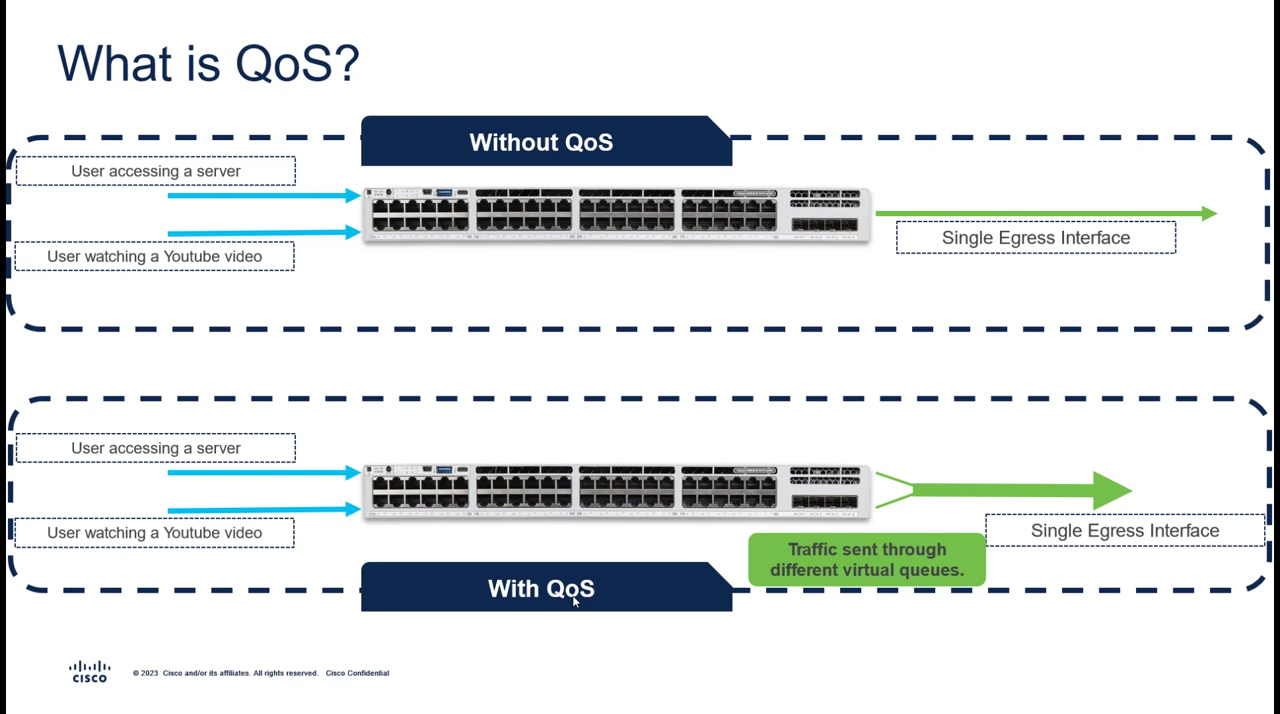 What is QoS?
Without QoS
User accessing a server
User watching a Youtube video
Single Egress Interface
User accessing a server
User watching a Youtube video
Single Egress Interface
Traffic sent through
different virtual queues.
With QoS
CISCO
© 2023 Cisco and/or its affiliates. All rights reserved. Cisco Confidential